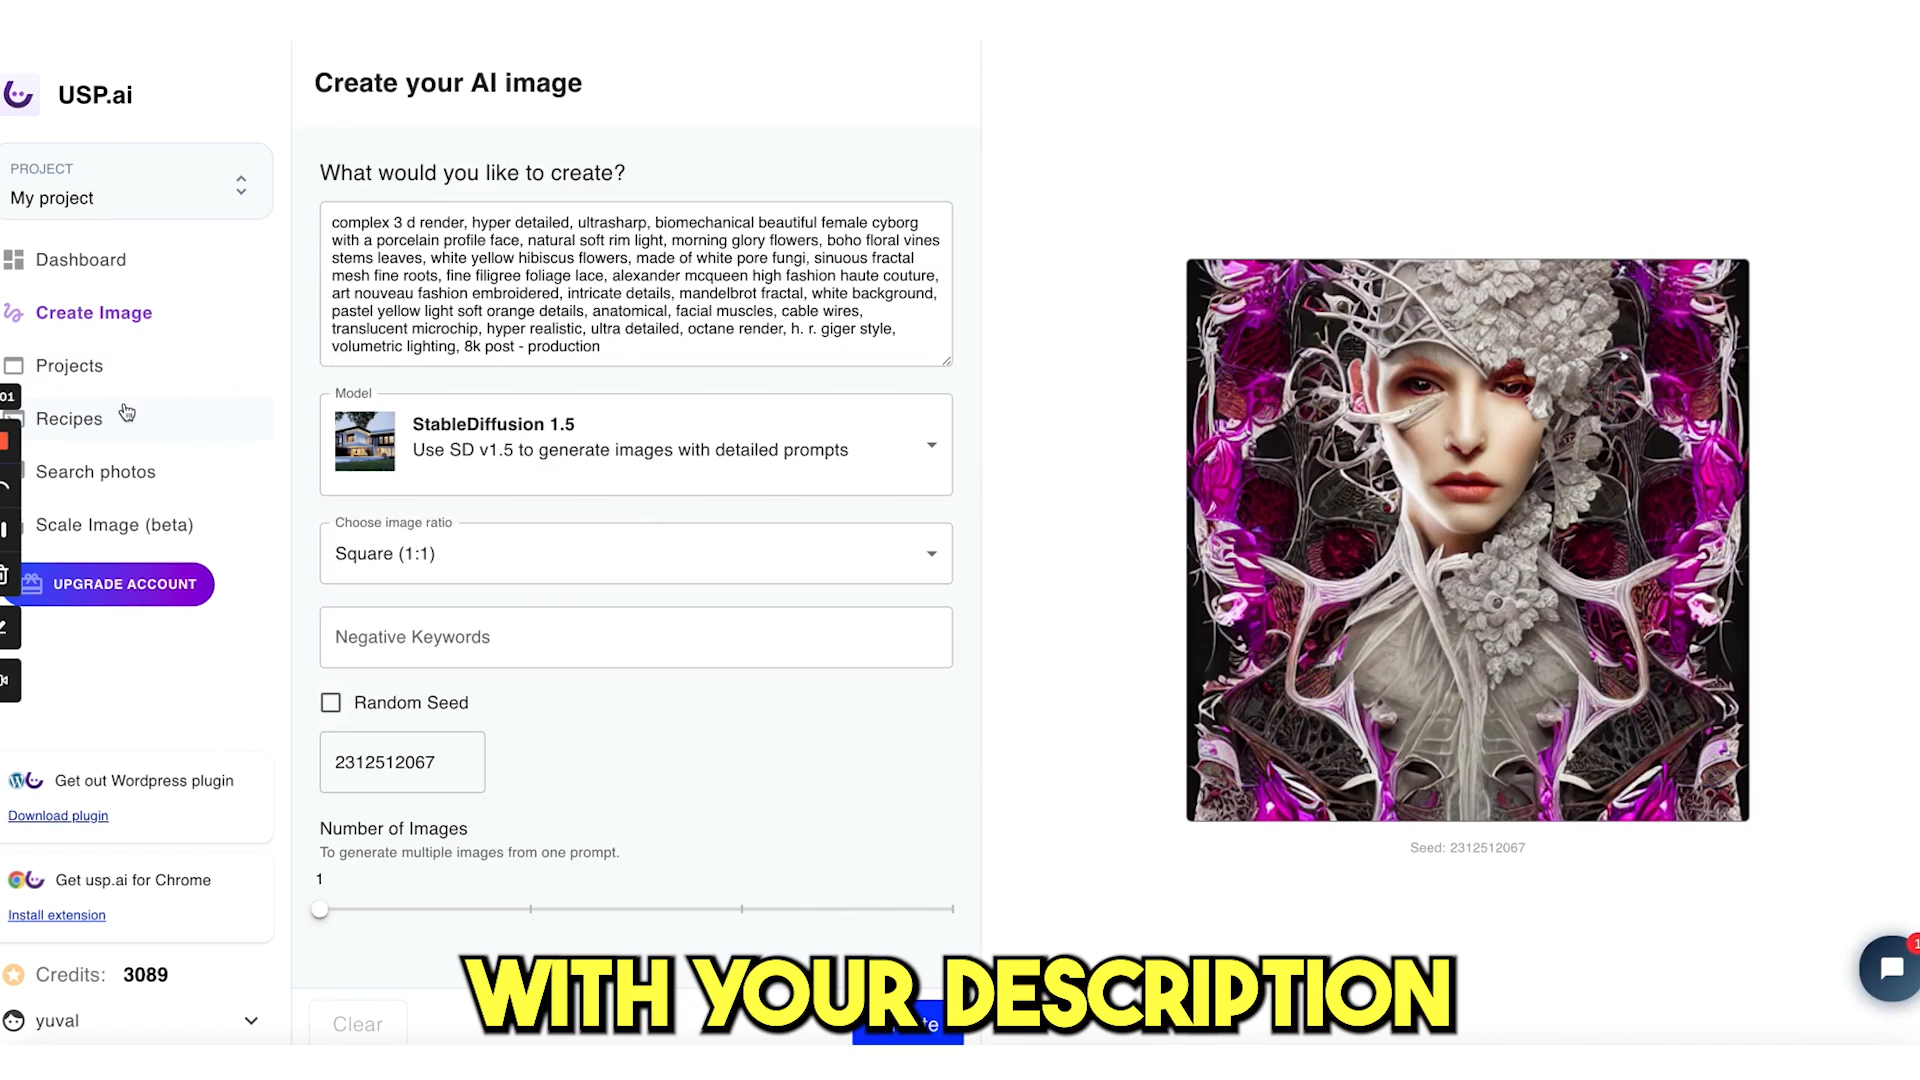 USP.ai
PROJECT
My project
Dashboard
Create Image
Projects
01
Recipes
Search photos
Scale Image (beta)
UPGRADE ACCOUNT
Get out Wordpress plugin
Download plugin
Get usp.ai for Chrome
Install extension
Credits: 3089
yuval
Create your AI image
What would you like to create?
complex 3 d render, hyper detailed, ultrasharp, biomechanical beautiful female cyborg
with a porcelain profile face, natural soft rim light, morning glory flowers, boho floral vines
stems leaves, white yellow hibiscus flowers, made of white pore fungi, sinuous fractal
mesh fine roots, fine filigree foliage lace, alexander mcqueen high fashion haute couture,
art nouveau fashion embroidered, intricate details, mandelbrot fractal, white background,
pastel yellow light soft orange details, anatomical, facial muscles, cable wires,
translucent microchip, hyper realistic, ultra detailed, octane render, h. r. giger style,
volumetric lighting, 8k post - production
Model
StableDiffusion 1.5
Use SD v1.5 to generate images with detailed prompts
Choose image ratio
Square (1:1)
Negative Keywords
Random Seed
2312512067
Number of Images
To generate multiple images from one prompt.
1
Clear
WITH YOUR DESCRIPTION
Seed: 2312512067
1